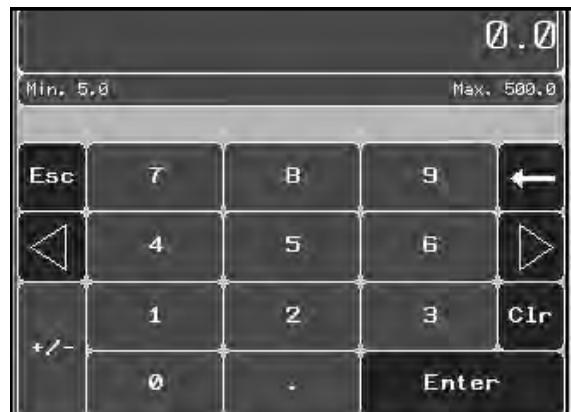 0.0
Min. 5.0 Max. 500.0
Esc 7 8 9
4 5 6
1 2 3 Clr
+/-
0 . Enter